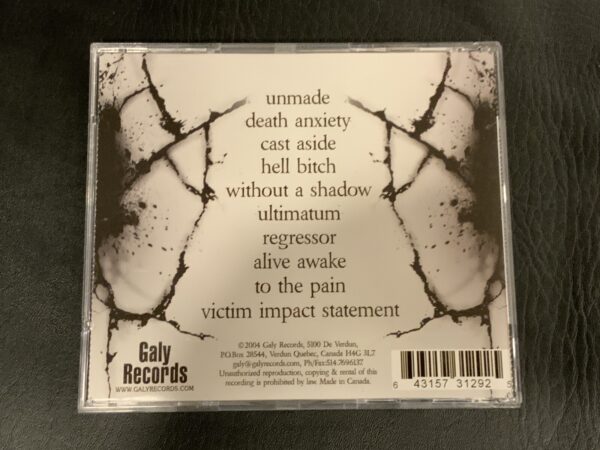 unmade
death anxiety
cast aside
hell bitch
without a shadow
ultimatum
regressor
alive awake
to the pain
victim impact statement
©2004 Galy Records, 5100 De Verdun,
P.O.Box 28544, Verdun Quebec, Canada H4G 3L7
galy@galyrecords.com, Ph/Fax:514.7696137
Unauthorized reproduction, copying & rental of this
recording is prohibited by law. Made in Canada.
Galy
Records
WWW.GALYRECORDS.COM
6 43157 31292 5